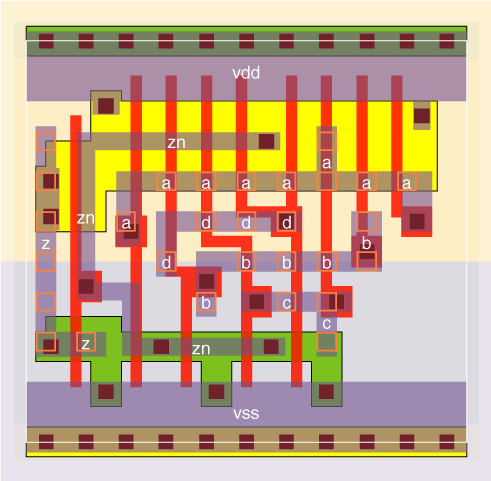 vdd
zn
a
a a a a a a a
zn a d d d
z b
d b b b
b c
c
z zn
vss